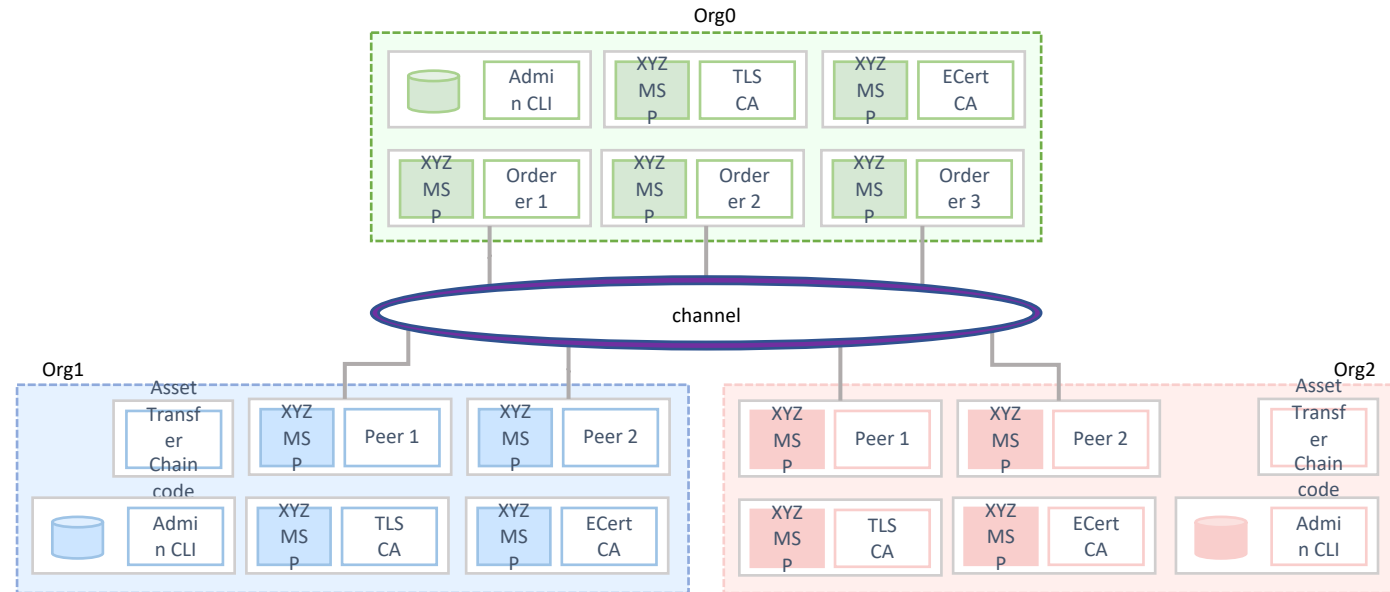 Org0
Admi
n CLI
XYZ
MS
P
TLS
CA
XYZ
MS
P
ECert
CA
XYZ
MS
P
Order
er 1
XYZ
MS
P
Order
er 2
XYZ
MS
P
Order
er 3
channel
Org1
Asset
Transf
er
Chain
code
XYZ
MS
P
Peer 1
XYZ
MS
P
Peer 2
Admi
n CLI
XYZ
MS
P
TLS
CA
XYZ
MS
P
ECert
CA
Org2
XYZ
MS
P
Peer 1
XYZ
MS
P
Peer 2
Asset
Transf
er
Chain
code
XYZ
MS
P
TLS
CA
XYZ
MS
P
ECert
CA
Admi
n CLI